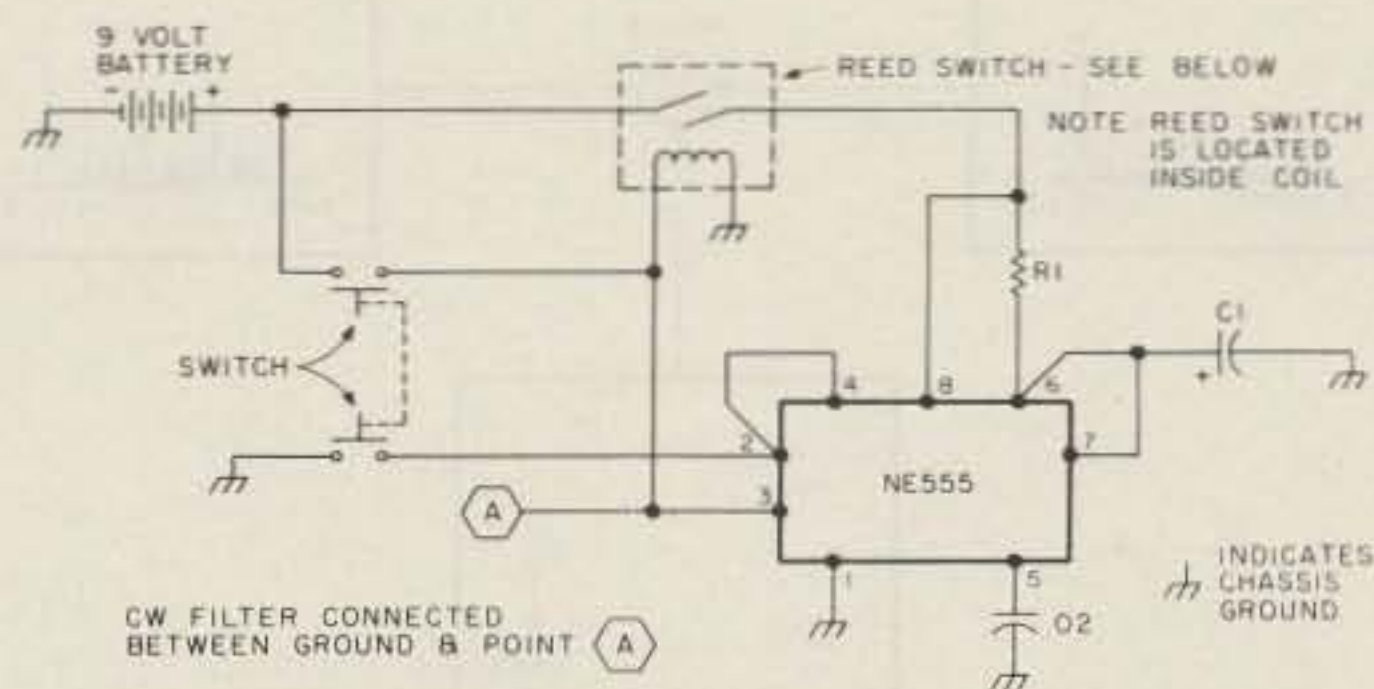 9 VOLT
BATTERY
- +
REED SWITCH - SEE BELOW
NOTE REED SWITCH
IS LOCATED
INSIDE COIL
R1
C1
+
SWITCH
4
8
6
2
7
NE555
3
A
1
5
02
INDICATES
CHASSIS
GROUND
CW FILTER CONNECTED
BETWEEN GROUND & POINT A